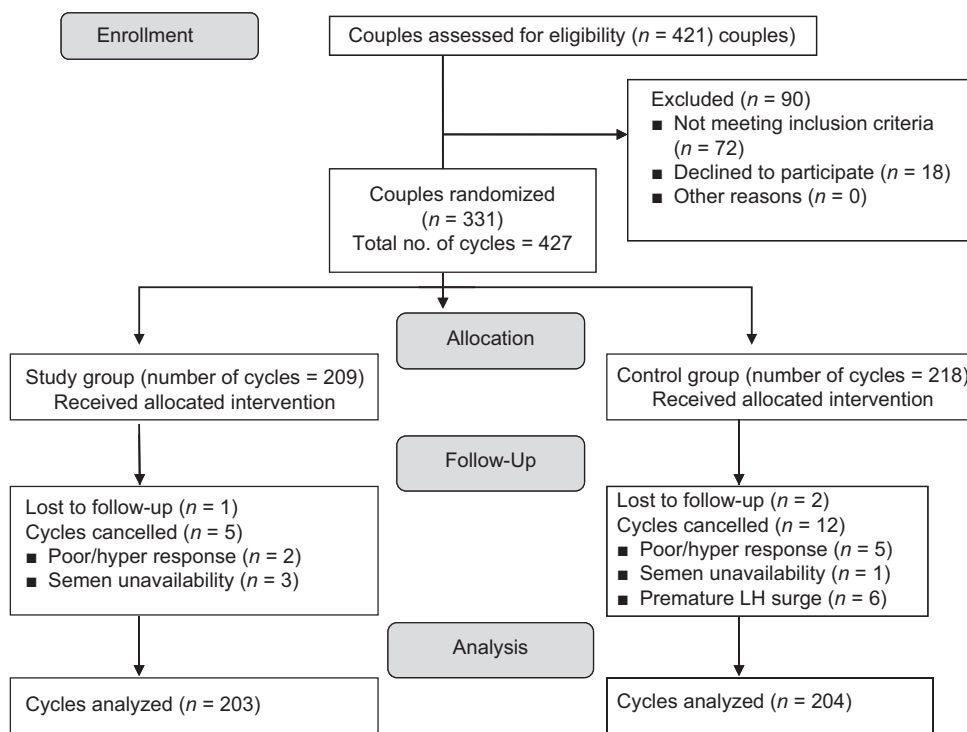 Enrollment
Couples assessed for eligibility (n = 421) couples)
Excluded (n = 90)
■ Not meeting inclusion criteria
(n = 72)
■ Declined to participate (n = 18)
■ Other reasons (n = 0)
Couples randomized
(n = 331)
Total no. of cycles = 427
Allocation
Study group (number of cycles = 209)
Received allocated intervention
Control group (number of cycles = 218)
Received allocated intervention
Follow-Up
Lost to follow-up (n = 1)
Cycles cancelled (n = 5)
■ Poor/hyper response (n = 2)
■ Semen unavailability (n = 3)
Lost to follow-up (n = 2)
Cycles cancelled (n = 12)
■ Poor/hyper response (n = 5)
■ Semen unavailability (n = 1)
■ Premature LH surge (n = 6)
Analysis
Cycles analyzed (n = 203)
Cycles analyzed (n = 204)